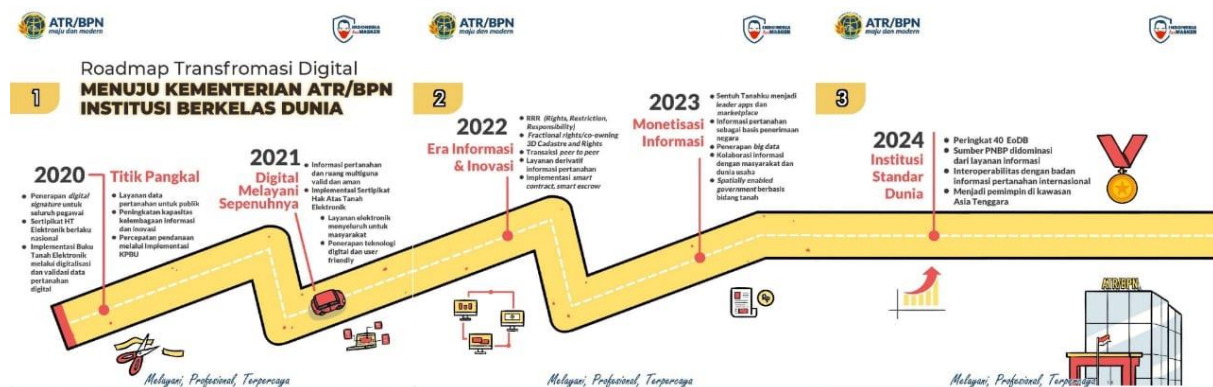 ATR/BPN
maju dan modern
INDONESIA
Roadmap Transfromasi Digital
MENUJU KEMENTERIAN ATR/BPN
INSTITUSI BERKELAS DUNIA
1
2020
Titik Pangkal
• Penerapan digital
signature untuk
seluruh pegawai
• Sertipikat HT
Elektronik berlaku
nasional
• Implementasi Buku
Tanah Elektronik
melalui digitalisasi
dan validasi data
pertanahan
digital
• Layanan data
pertanahan untuk publik
• Peningkatan kapasitas
kelembagaan informasi
dan inovasi
• Percepatan pendanaan
melalui Implementasi
KPBU
2021
Digital
Melayani
Sepenuhnya
• Informasi pertanahan
dan ruang multiguna
valid dan aman
• Implementasi Sertipikat
Hak Atas Tanah
Elektronik
• Layanan elektronik
menyeluruh untuk
masyarakat
• Penerapan teknologi
digital dan user
friendly
Melayani, Profesional, Terpercaya
ATR/BPN
maju dan modern
INDONESIA
2
2022
Era Informasi
& Inovasi
• RRR (Rights, Restriction,
Responsibility)
• Fractional rights/co-owning
3D Cadastre and Rights
• Transaksi peer to peer
• Layanan derivatif
informasi pertanahan
• Implementasi smart
contract, smart escrow
2023
Monetisasi
Informasi
• Sentuh Tanahku menjadi
leader apps dan
marketplace
• Informasi pertanahan
sebagai basis penerimaan
negara
• Penerapan big data
• Kolaborasi informasi
dengan masyarakat dan
dunia usaha
• Spatially enabled
government berbasis
bidang tanah
Melayani, Profesional, Terpercaya
ATR/BPN
maju dan modern
INDONESIA
3
2024
Institusi
Standar
Dunia
• Peringkat 40 EoDB
• Sumber PNBP didominasi
dari layanan informasi
• Interoperabilitas dengan badan
informasi pertanahan internasional
• Menjadi pemimpin di kawasan
Asia Tenggara
ATR/BPN
Melayani, Profesional, Terpercaya